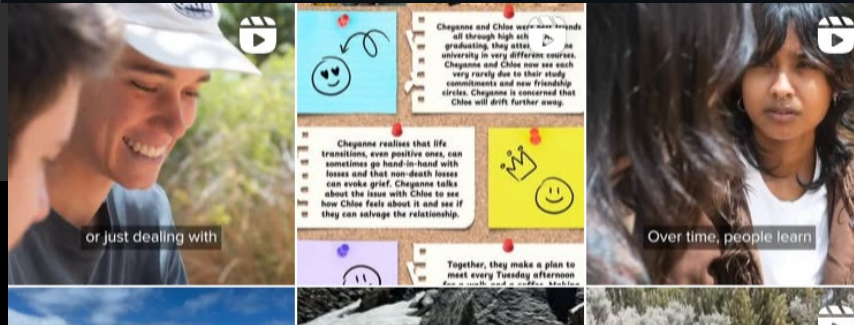 Cheyanne and Chloe were friends
all through high
graduating, they
university in very different courses.
Cheyanne and Chloe now see each
very rarely due to their study
commitments and new friendship
circles. Cheyanne is concerned that
Chloe will drift further away.
Cheyanne realises that life
transitions, even positive ones, can
sometimes go hand-in-hand with
losses and that non-death losses
can evoke grief. Cheyanne talks
about the issue with Chloe to see
how Chloe feels about it and see if
they can salvage the relationship.
Together, they make a plan to
meet every Tuesday afternoon
for a walk and a coffee. Making
or just dealing with
Over time, people learn